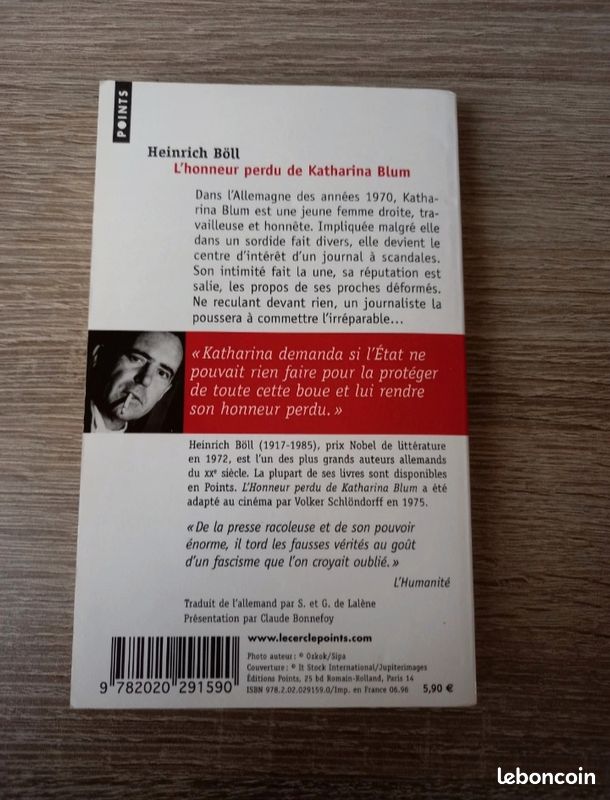 POINTS
Heinrich Böll
L'honneur perdu de Katharina Blum
Dans l'Allemagne des années 1970, Katha-
rina Blum est une jeune femme droite, tra-
vailleuse et honnête. Impliquée malgré elle
dans un sordide fait divers, elle devient le
centre d'intérêt d'un journal à scandales.
Son intimité fait la une, sa réputation est
salie, les propos de ses proches déformés.
Ne reculant devant rien, un journaliste la
poussera à commettre l'irréparable…
« Katharina demanda si l'État ne
pouvait rien faire pour la protéger
de toute cette boue et lui rendre
son honneur perdu. »
Heinrich Böll (1917-1985), prix Nobel de littérature
en 1972, est l'un des plus grands auteurs allemands
du XXe siècle. La plupart de ses livres sont disponibles
en Points. L'Honneur perdu de Katharina Blum a été
adapté au cinéma par Volker Schlöndorff en 1975.
« De la presse racoleuse et de son pouvoir
énorme, il tord les fausses vérités au goût
d'un fascisme que l'on croyait oublié. »
L'Humanité
Traduit de l'allemand par S. et G. de Lalène
Présentation par Claude Bonnefoy
www.lecerclepoints.com
Photo auteur : © Oskok/Sipa
Couverture : © It Stock International/Jupiterimages
Éditions Points, 25 bd Romain-Rolland, Paris 14
ISBN 978.2.02.029159.0/Imp. en France 06.96
5,90 €
9 782020 291590
leboncoin